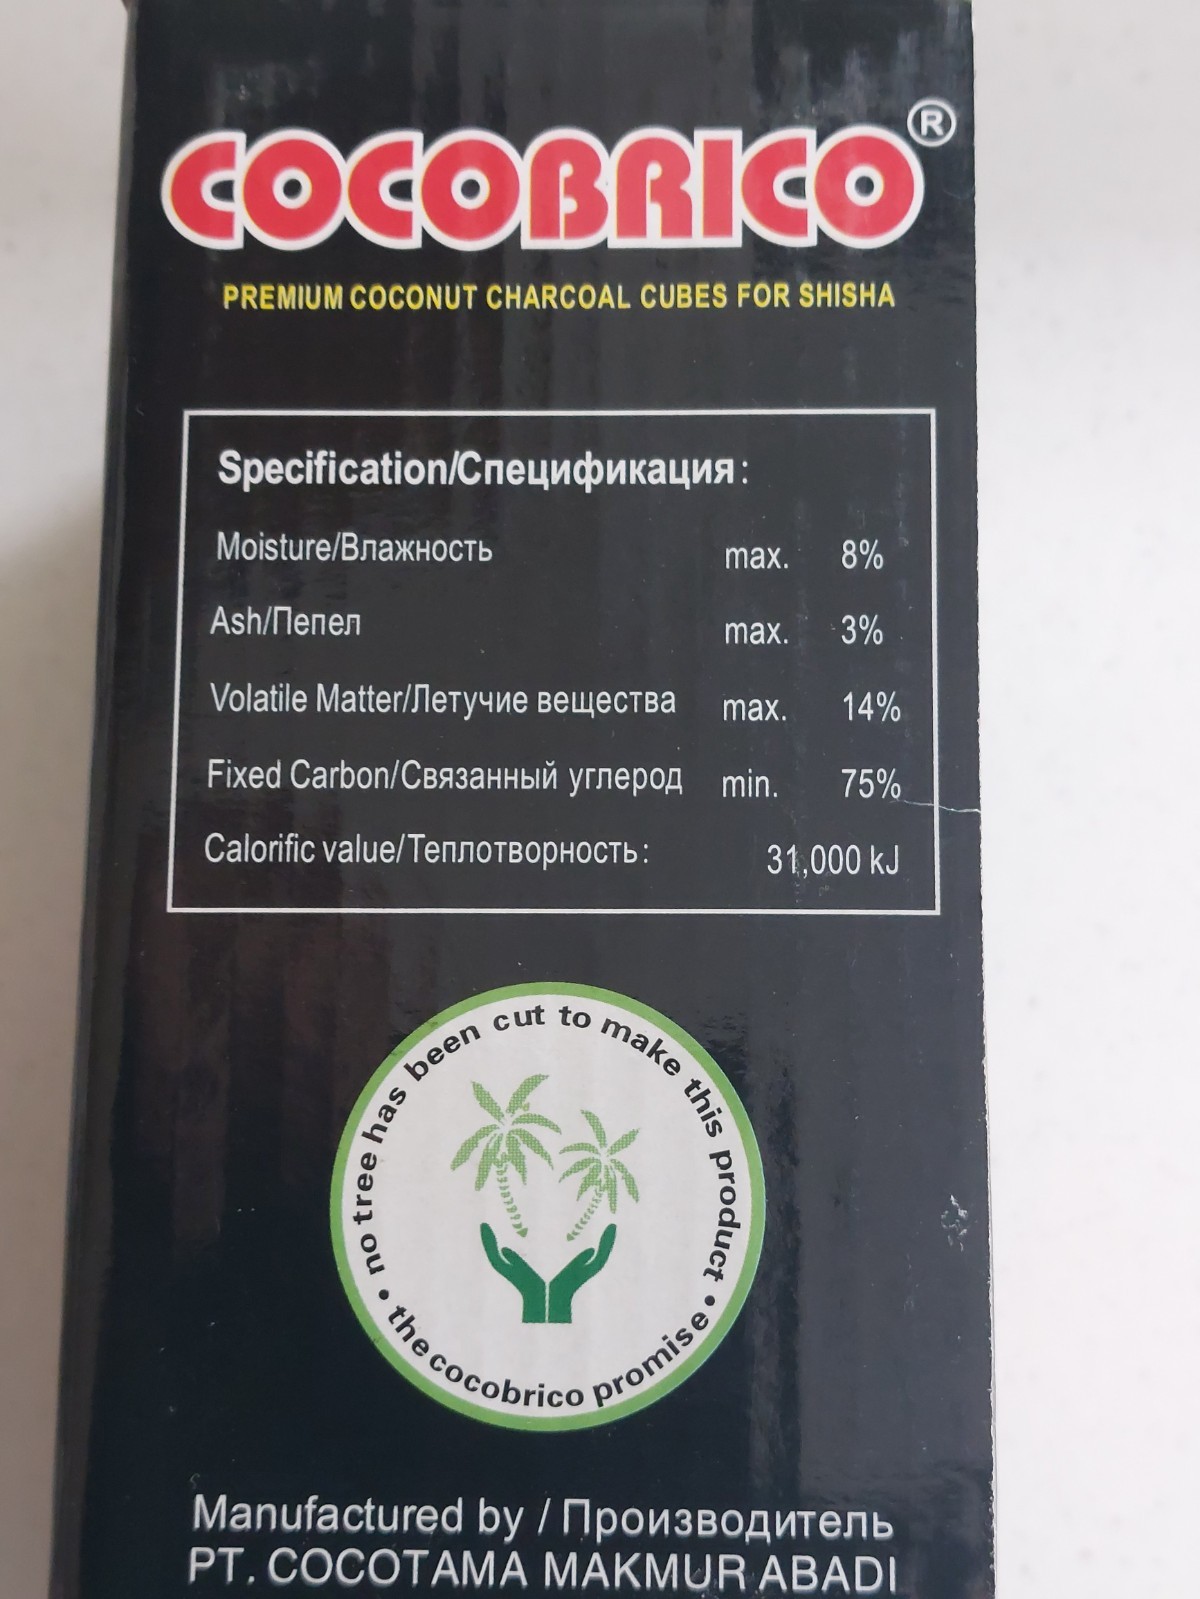 COCOBRICO®
PREMIUM COCONUT CHARCOAL CUBES FOR SHISHA
Specification/Спецификация:
Moisture/Влажность max. 8%
Ash/Пепел max. 3%
Volatile Matter/Летучие вещества max. 14%
Fixed Carbon/Связанный углерод min. 75%
Calorific value/Теплотворность: 31,000 kJ
no tree has been cut to make this product •
the cocobrico promise •
Manufactured by / Производитель
PT. COCOTAMA MAKMUR ABADI